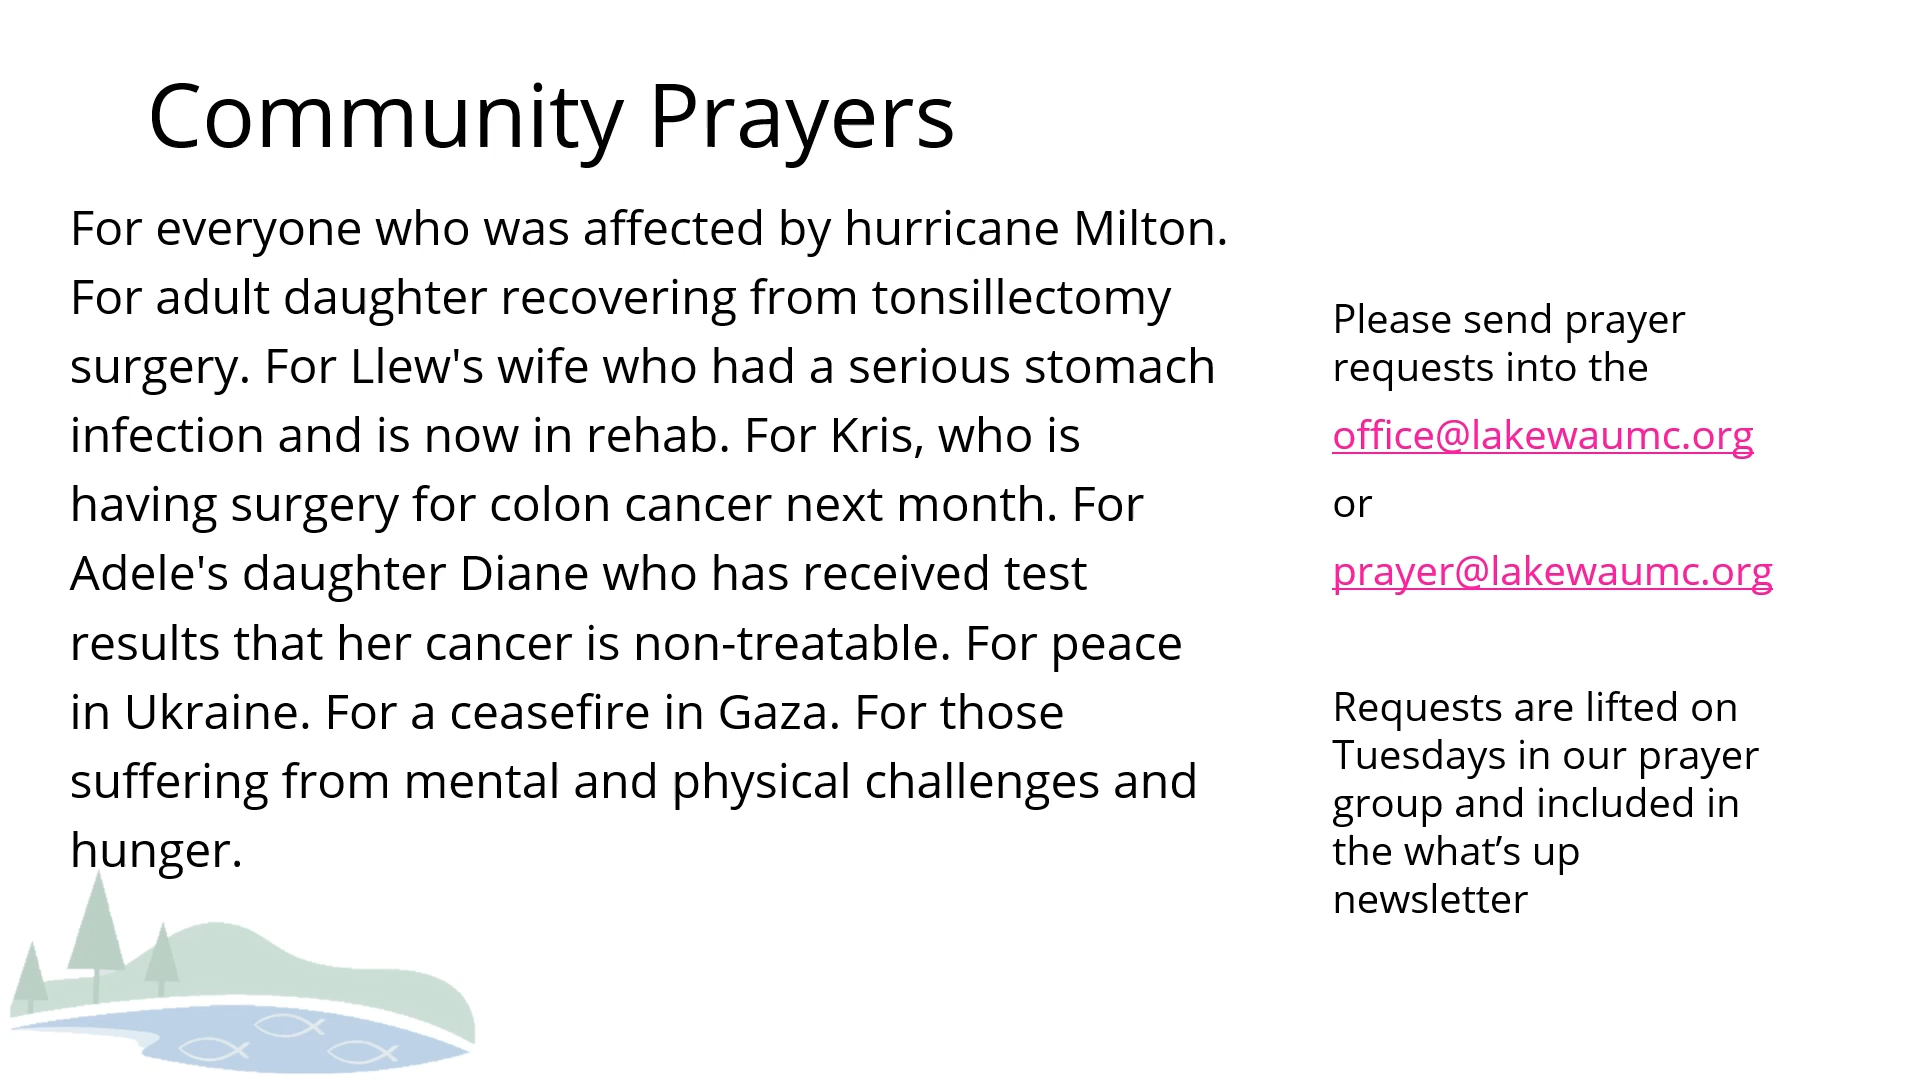 Community Prayers
For everyone who was affected by hurricane Milton.
For adult daughter recovering from tonsillectomy
surgery. For Llew's wife who had a serious stomach
infection and is now in rehab. For Kris, who is
having surgery for colon cancer next month. For
Adele's daughter Diane who has received test
results that her cancer is non-treatable. For peace
in Ukraine. For a ceasefire in Gaza. For those
suffering from mental and physical challenges and
hunger.
Please send prayer
requests into the
office@lakewaumc.org
or
prayer@lakewaumc.org
Requests are lifted on
Tuesdays in our prayer
group and included in
the what’s up
newsletter